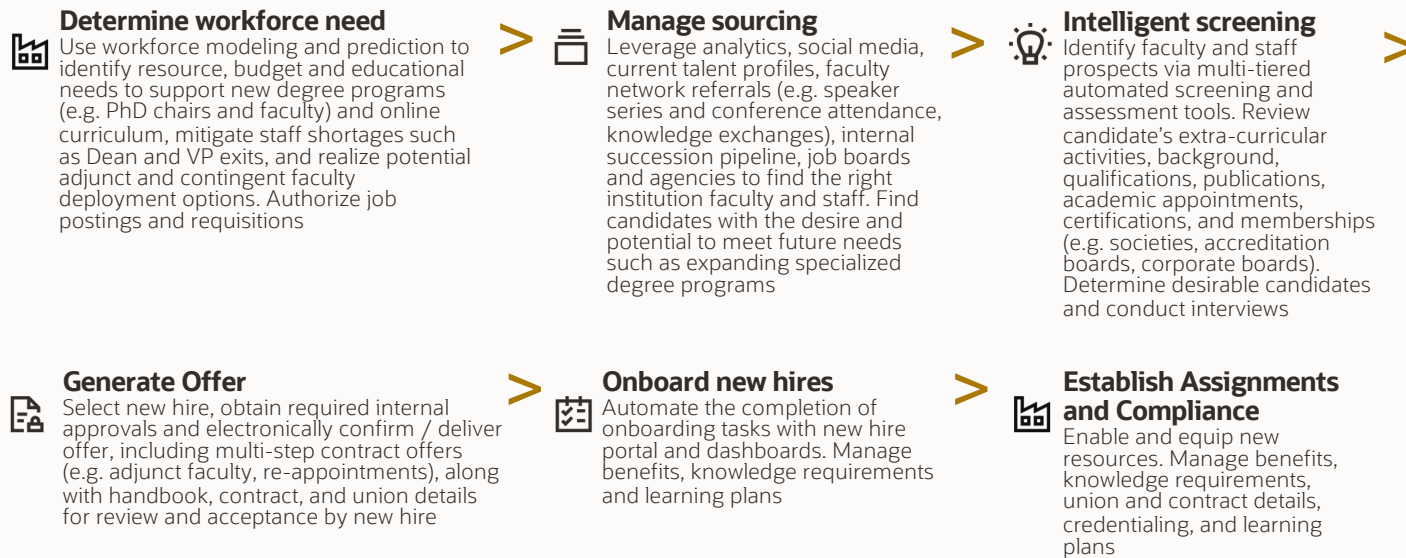 Determine workforce need
Use workforce modeling and prediction to
identify resource, budget and educational
needs to support new degree programs
(e.g. PhD chairs and faculty) and online
curriculum, mitigate staff shortages such
as Dean and VP exits, and realize potential
adjunct and contingent faculty
deployment options. Authorize job
postings and requisitions
>
Manage sourcing
Leverage analytics, social media,
current talent profiles, faculty
network referrals (e.g. speaker
series and conference attendance,
knowledge exchanges), internal
succession pipeline, job boards
and agencies to find the right
institution faculty and staff. Find
candidates with the desire and
potential to meet future needs
such as expanding specialized
degree programs
>
Intelligent screening
Identify faculty and staff
prospects via multi-tiered
automated screening and
assessment tools. Review
candidate’s extra-curricular
activities, background,
qualifications, publications,
academic appointments,
certifications, and memberships
(e.g. societies, accreditation
boards, corporate boards).
Determine desirable candidates
and conduct interviews
>
Generate Offer
Select new hire, obtain required internal
approvals and electronically confirm / deliver
offer, including multi-step contract offers
(e.g. adjunct faculty, re-appointments), along
with handbook, contract, and union details
for review and acceptance by new hire
>
Onboard new hires
Automate the completion of
onboarding tasks with new hire
portal and dashboards. Manage
benefits, knowledge requirements
and learning plans
>
Establish Assignments
and Compliance
Enable and equip new
resources. Manage benefits,
knowledge requirements,
union and contract details,
credentialing, and learning
plans